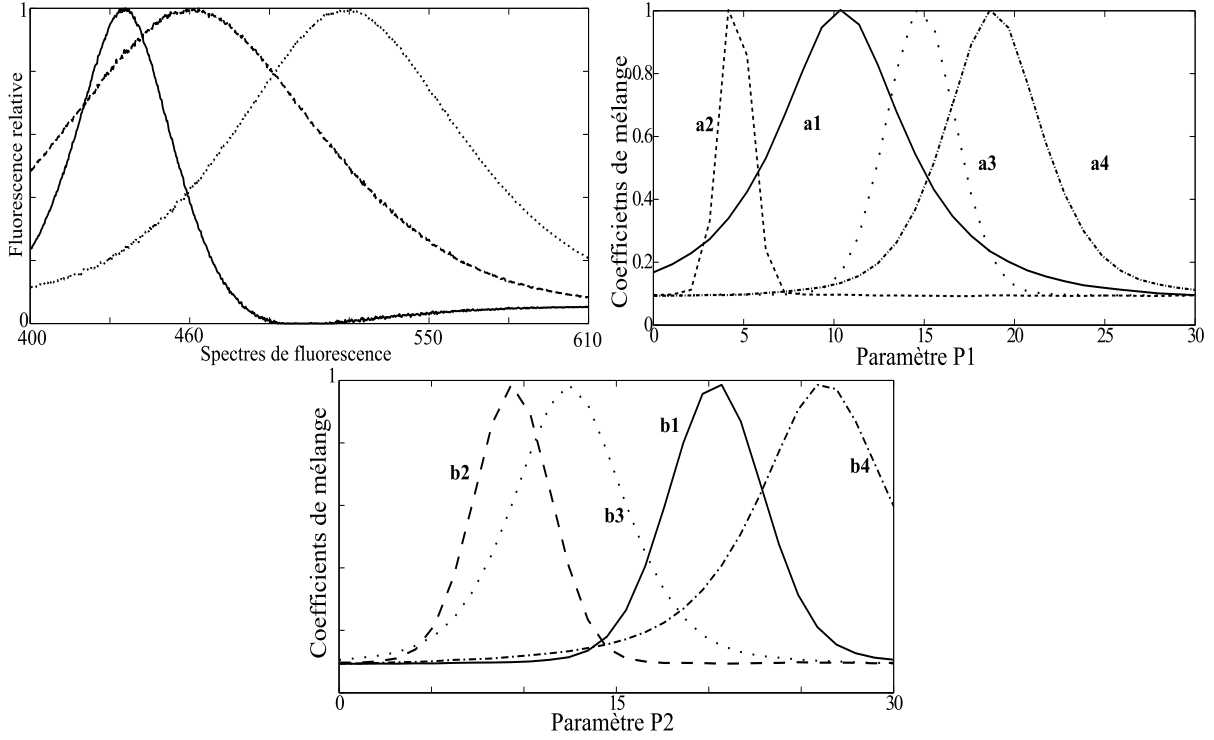 Fluorescence relative
1
0
400
460
550
610
Spectres de fluorescence
Coefficietns de mélange
1
0.8
0.6
0.4
0.2
0
0
5
10
15
20
25
30
a2
a1
a3
a4
Paramètre P1
Coefficients de mélange
1
b1
b2
b4
b3
0
15
30
Paramètre P2